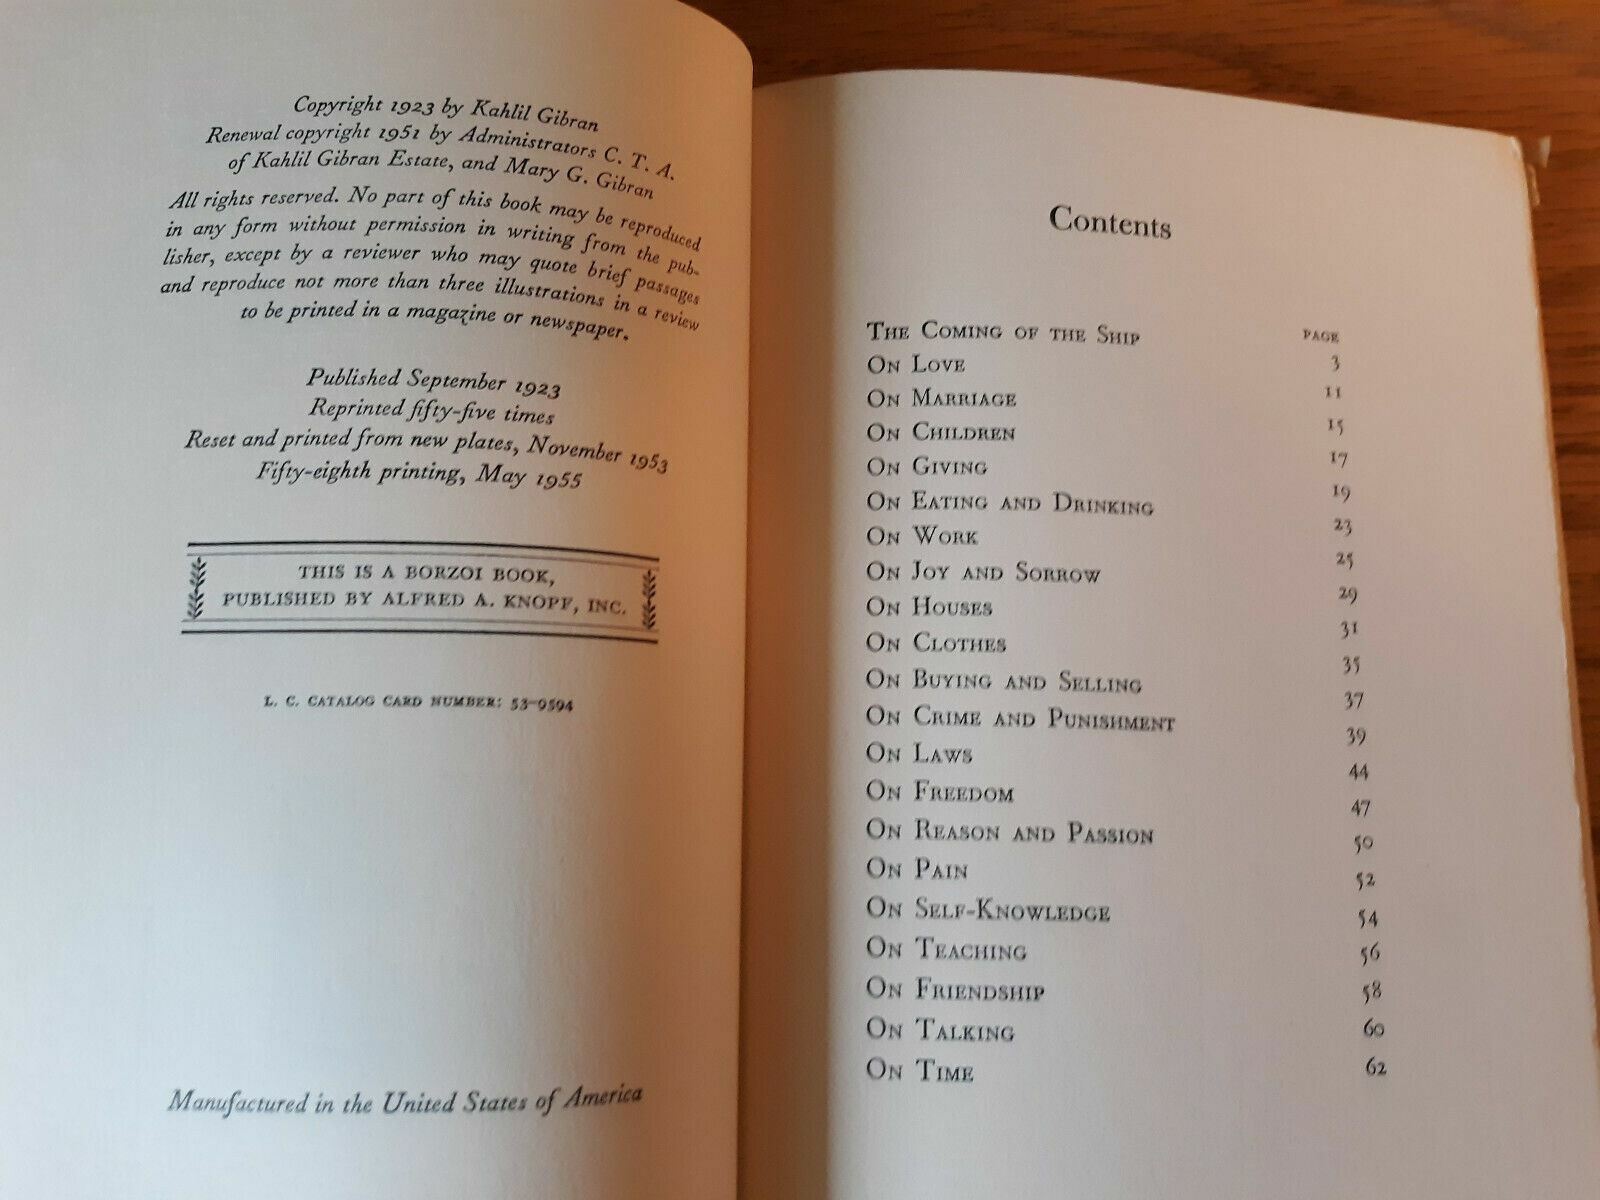 Copyright 1923 by Kahlil Gibran
Renewal copyright 1951 by Administrators C. T. A.
of Kahlil Gibran Estate, and Mary G. Gibran
All rights reserved. No part of this book may be reproduced
in any form without permission in writing from the pub-
lisher, except by a reviewer who may quote brief passages
and reproduce not more than three illustrations in a review
to be printed in a magazine or newspaper.
Published September 1923
Reprinted fifty-five times
Reset and printed from new plates, November 1953
Fifty-eighth printing, May 1955
THIS IS A BORZOI BOOK,
PUBLISHED BY ALFRED A. KNOPF, INC.
L. C. CATALOG CARD NUMBER: 53-9594
Manufactured in the United States of America
Contents
PAGE
THE COMING OF THE SHIP 3
ON LOVE 11
ON MARRIAGE 15
ON CHILDREN 17
ON GIVING 19
ON EATING AND DRINKING 23
ON WORK 25
ON JOY AND SORROW 29
ON HOUSES 31
ON CLOTHES 35
ON BUYING AND SELLING 37
ON CRIME AND PUNISHMENT 39
ON LAWS 44
ON FREEDOM 47
ON REASON AND PASSION 50
ON PAIN 52
ON SELF-KNOWLEDGE 54
ON TEACHING 56
ON FRIENDSHIP 58
ON TALKING 60
ON TIME 62